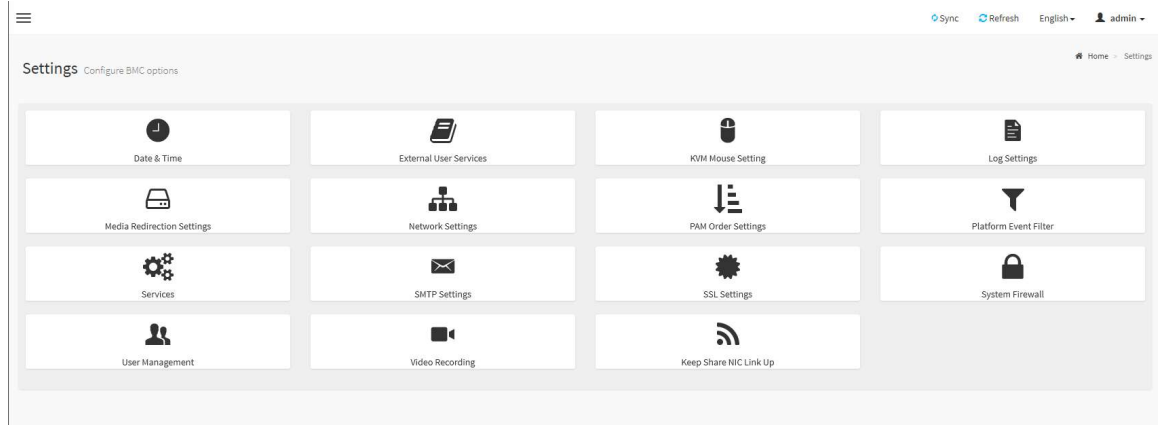 Sync Refresh English admin
Settings Configure BMC options
Home > Settings
Date & Time
External User Services
KVM Mouse Setting
Log Settings
Media Redirection Settings
Network Settings
PAM Order Settings
Platform Event Filter
Services
SMTP Settings
SSL Settings
System Firewall
User Management
Video Recording
Keep Share NIC Link Up